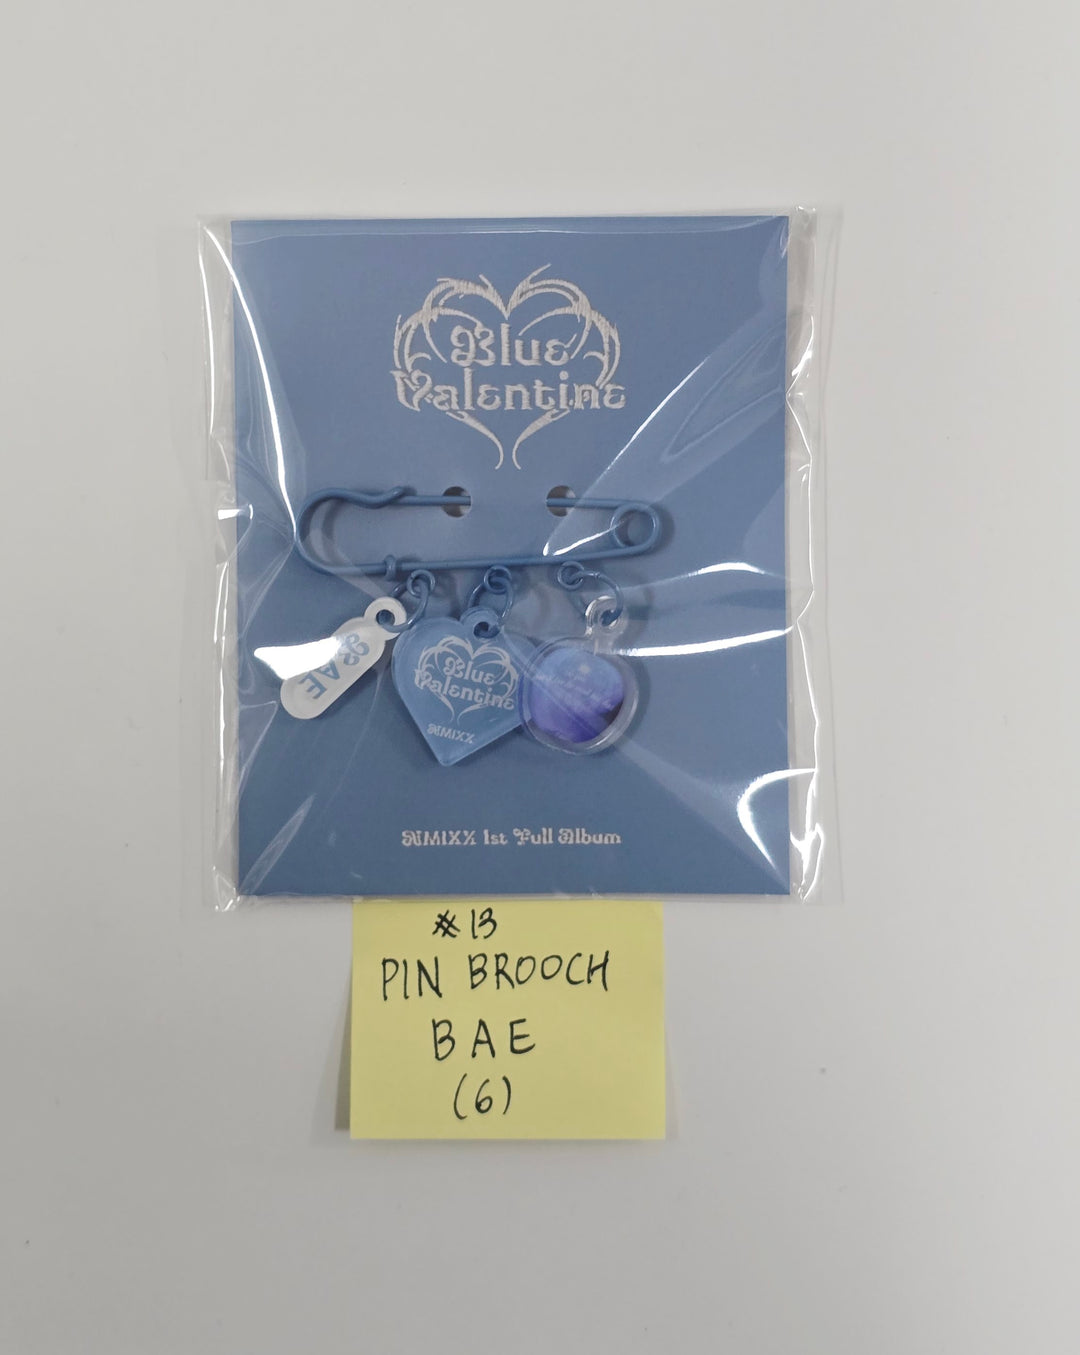 Blue
Valentine
BAE
Blue
Valentine
NMIXX
NMIXX 1st Full Album
#13
PIN BROOCH
BAE
(6)